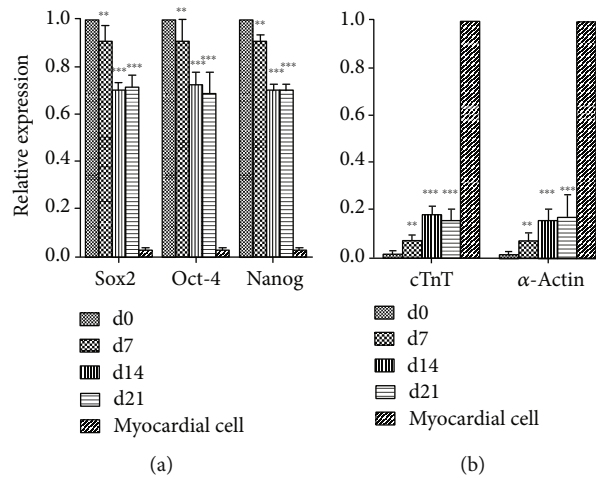 1.0
0.8
0.6
0.4
0.2
0.0
Relative expression
** *** ***
** *** ***
** *** ***
Sox2 Oct-4 Nanog
d0
d7
d14
d21
Myocardial cell
(a)
1.0
0.8
0.6
0.4
0.2
0.0
** *** ***
** *** ***
cTnT α-Actin
d0
d7
d14
d21
Myocardial cell
(b)